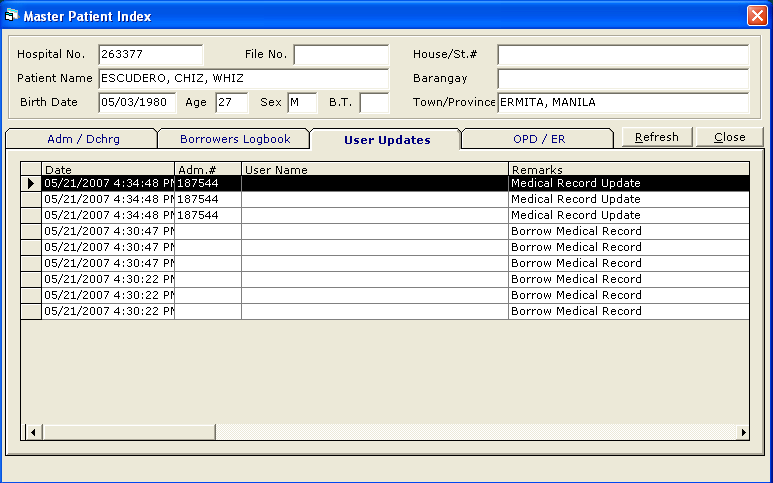 Master Patient Index
Hospital No. 263377 File No. House/St.#
Patient Name ESCUDERO, CHIZ, WHIZ Barangay
Birth Date 05/03/1980 Age 27 Sex M B.T. Town/Province ERMITA, MANILA
Adm / Dchrg Borrowers Logbook User Updates OPD / ER Refresh Close
Date Adm.# User Name Remarks
05/21/2007 4:34:48 PM 187544 Medical Record Update
05/21/2007 4:34:48 PM 187544 Medical Record Update
05/21/2007 4:34:48 PM 187544 Medical Record Update
05/21/2007 4:30:47 PM Borrow Medical Record
05/21/2007 4:30:47 PM Borrow Medical Record
05/21/2007 4:30:47 PM Borrow Medical Record
05/21/2007 4:30:22 PM Borrow Medical Record
05/21/2007 4:30:22 PM Borrow Medical Record
05/21/2007 4:30:22 PM Borrow Medical Record